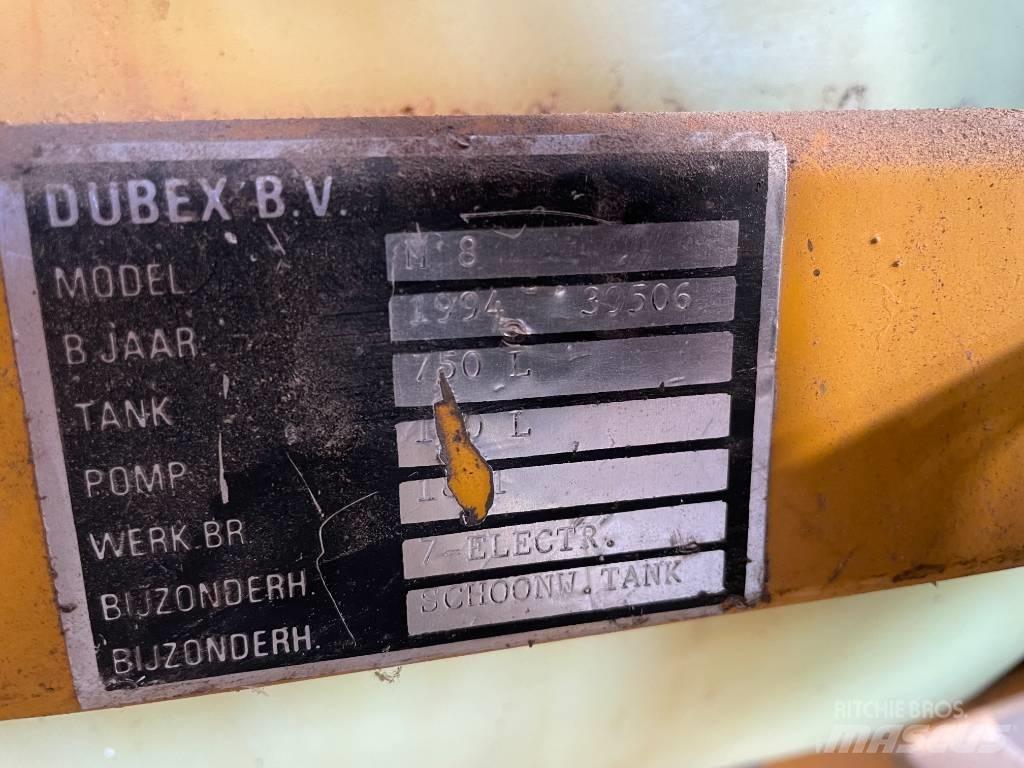 DUBEX B.V.
MODEL M 8
B.JAAR 1994 39506
TANK 750 L
POMP L
WERK.BR
BIJZONDERH. 7-ELECTR.
BIJZONDERH. SCHOONW.TANK
RITCHIE BROS.
MASCUS